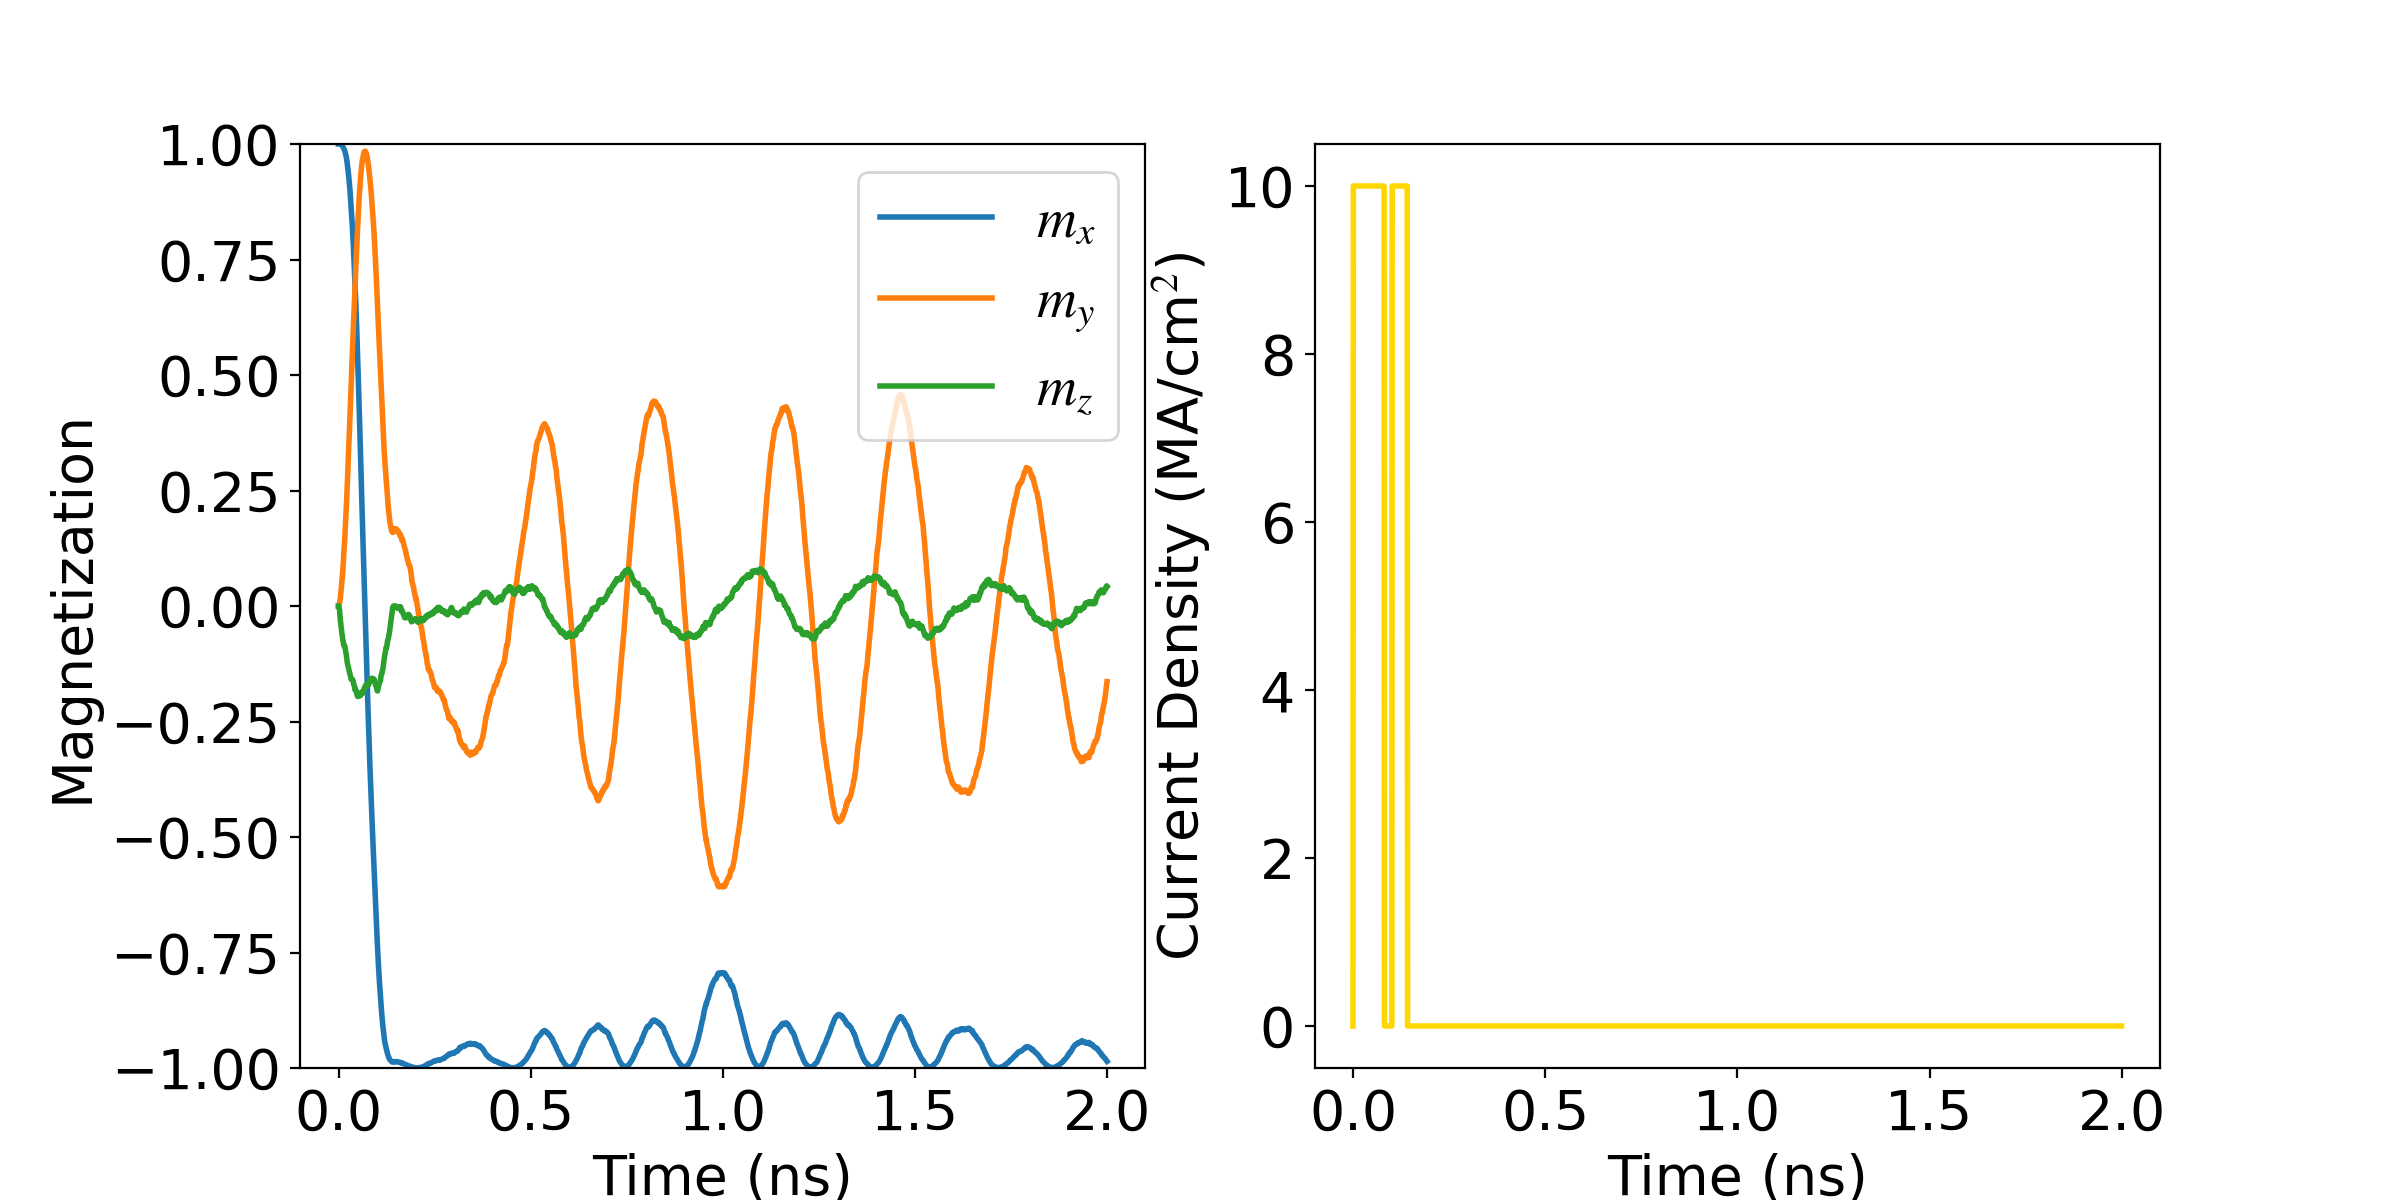 Magnetization
1.00
0.75
0.50
0.25
0.00
−0.25
−0.50
−0.75
−1.00
0.0 0.5 1.0 1.5 2.0
Time (ns)
m_x
m_y
m_z
Current Density (MA/cm²)
10
8
6
4
2
0
0.0 0.5 1.0 1.5 2.0
Time (ns)